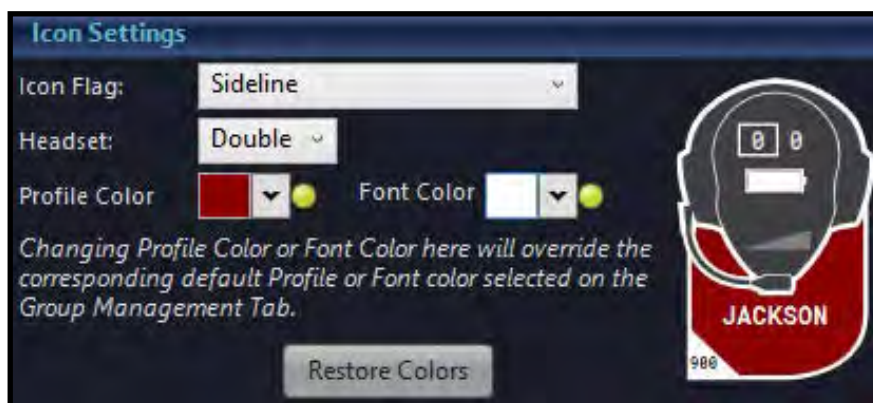 Icon Settings
Icon Flag: Sideline
Headset: Double
Profile Color Font Color
Changing Profile Color or Font Color here will override the
corresponding default Profile or Font color selected on the
Group Management Tab.
Restore Colors
0 0
JACKSON
900